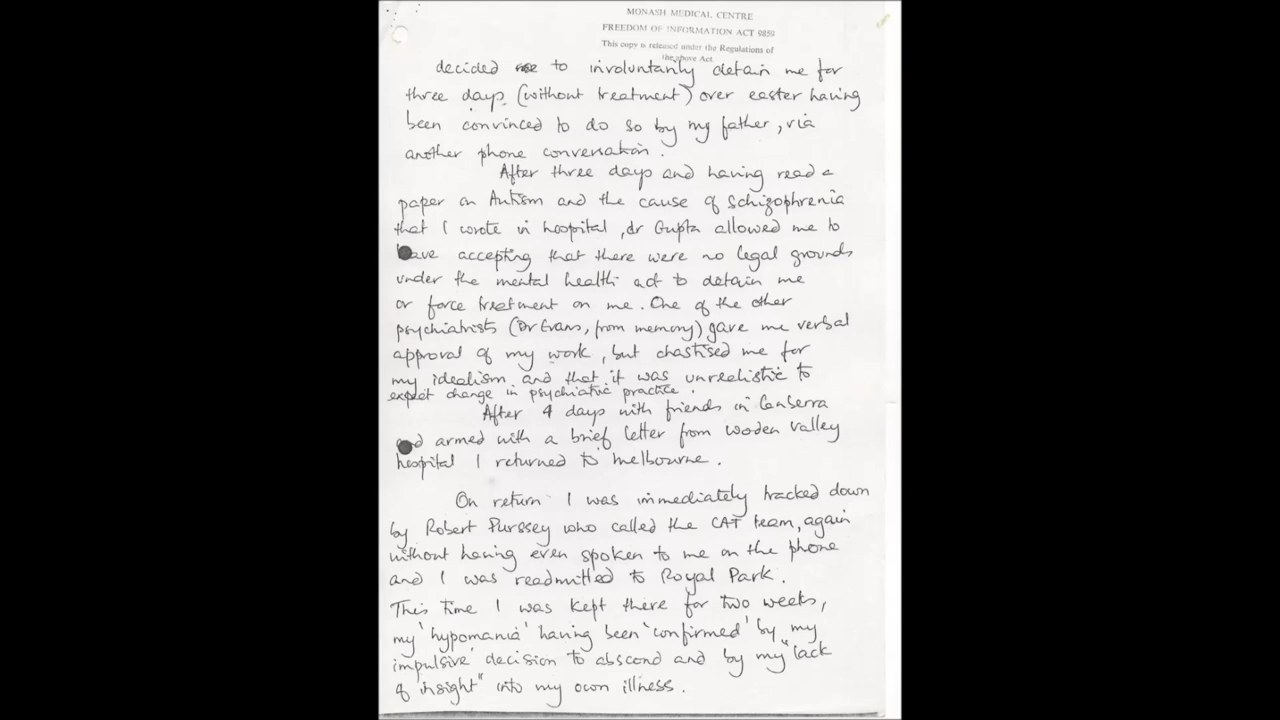 MONASH MEDICAL CENTRE
FREEDOM OF INFORMATION ACT 9859
This copy is released under the Regulations of
the above Act
decided to involuntarily detain me for
three days (without treatment) over easter having
been convinced to do so by my father, via
another phone conversation.
After three days and having read a
paper on Autism and the cause of Schizophrenia
that I wrote in hospital, dr Gupta allowed me to
leave accepting that there were no legal grounds
under the mental health act to detain me
or force treatment on me. One of the other
psychiatrists (Dr Evans, from memory) gave me verbal
approval of my work, but chastised me for
my idealism and that it was unrealistic to
expect change in psychiatric practice.
After 4 days with friends in Canberra
and armed with a brief letter from Woden Valley
hospital I returned to Melbourne.
On return I was immediately tracked down
by Robert Purssey who called the CAT team, again
without having even spoken to me on the phone
and I was readmitted to Royal Park.
This time I was kept there for two weeks,
my 'hypomania' having been 'confirmed' by my
impulsive' decision to abscond and by my "lack
of insight" into my own illness.